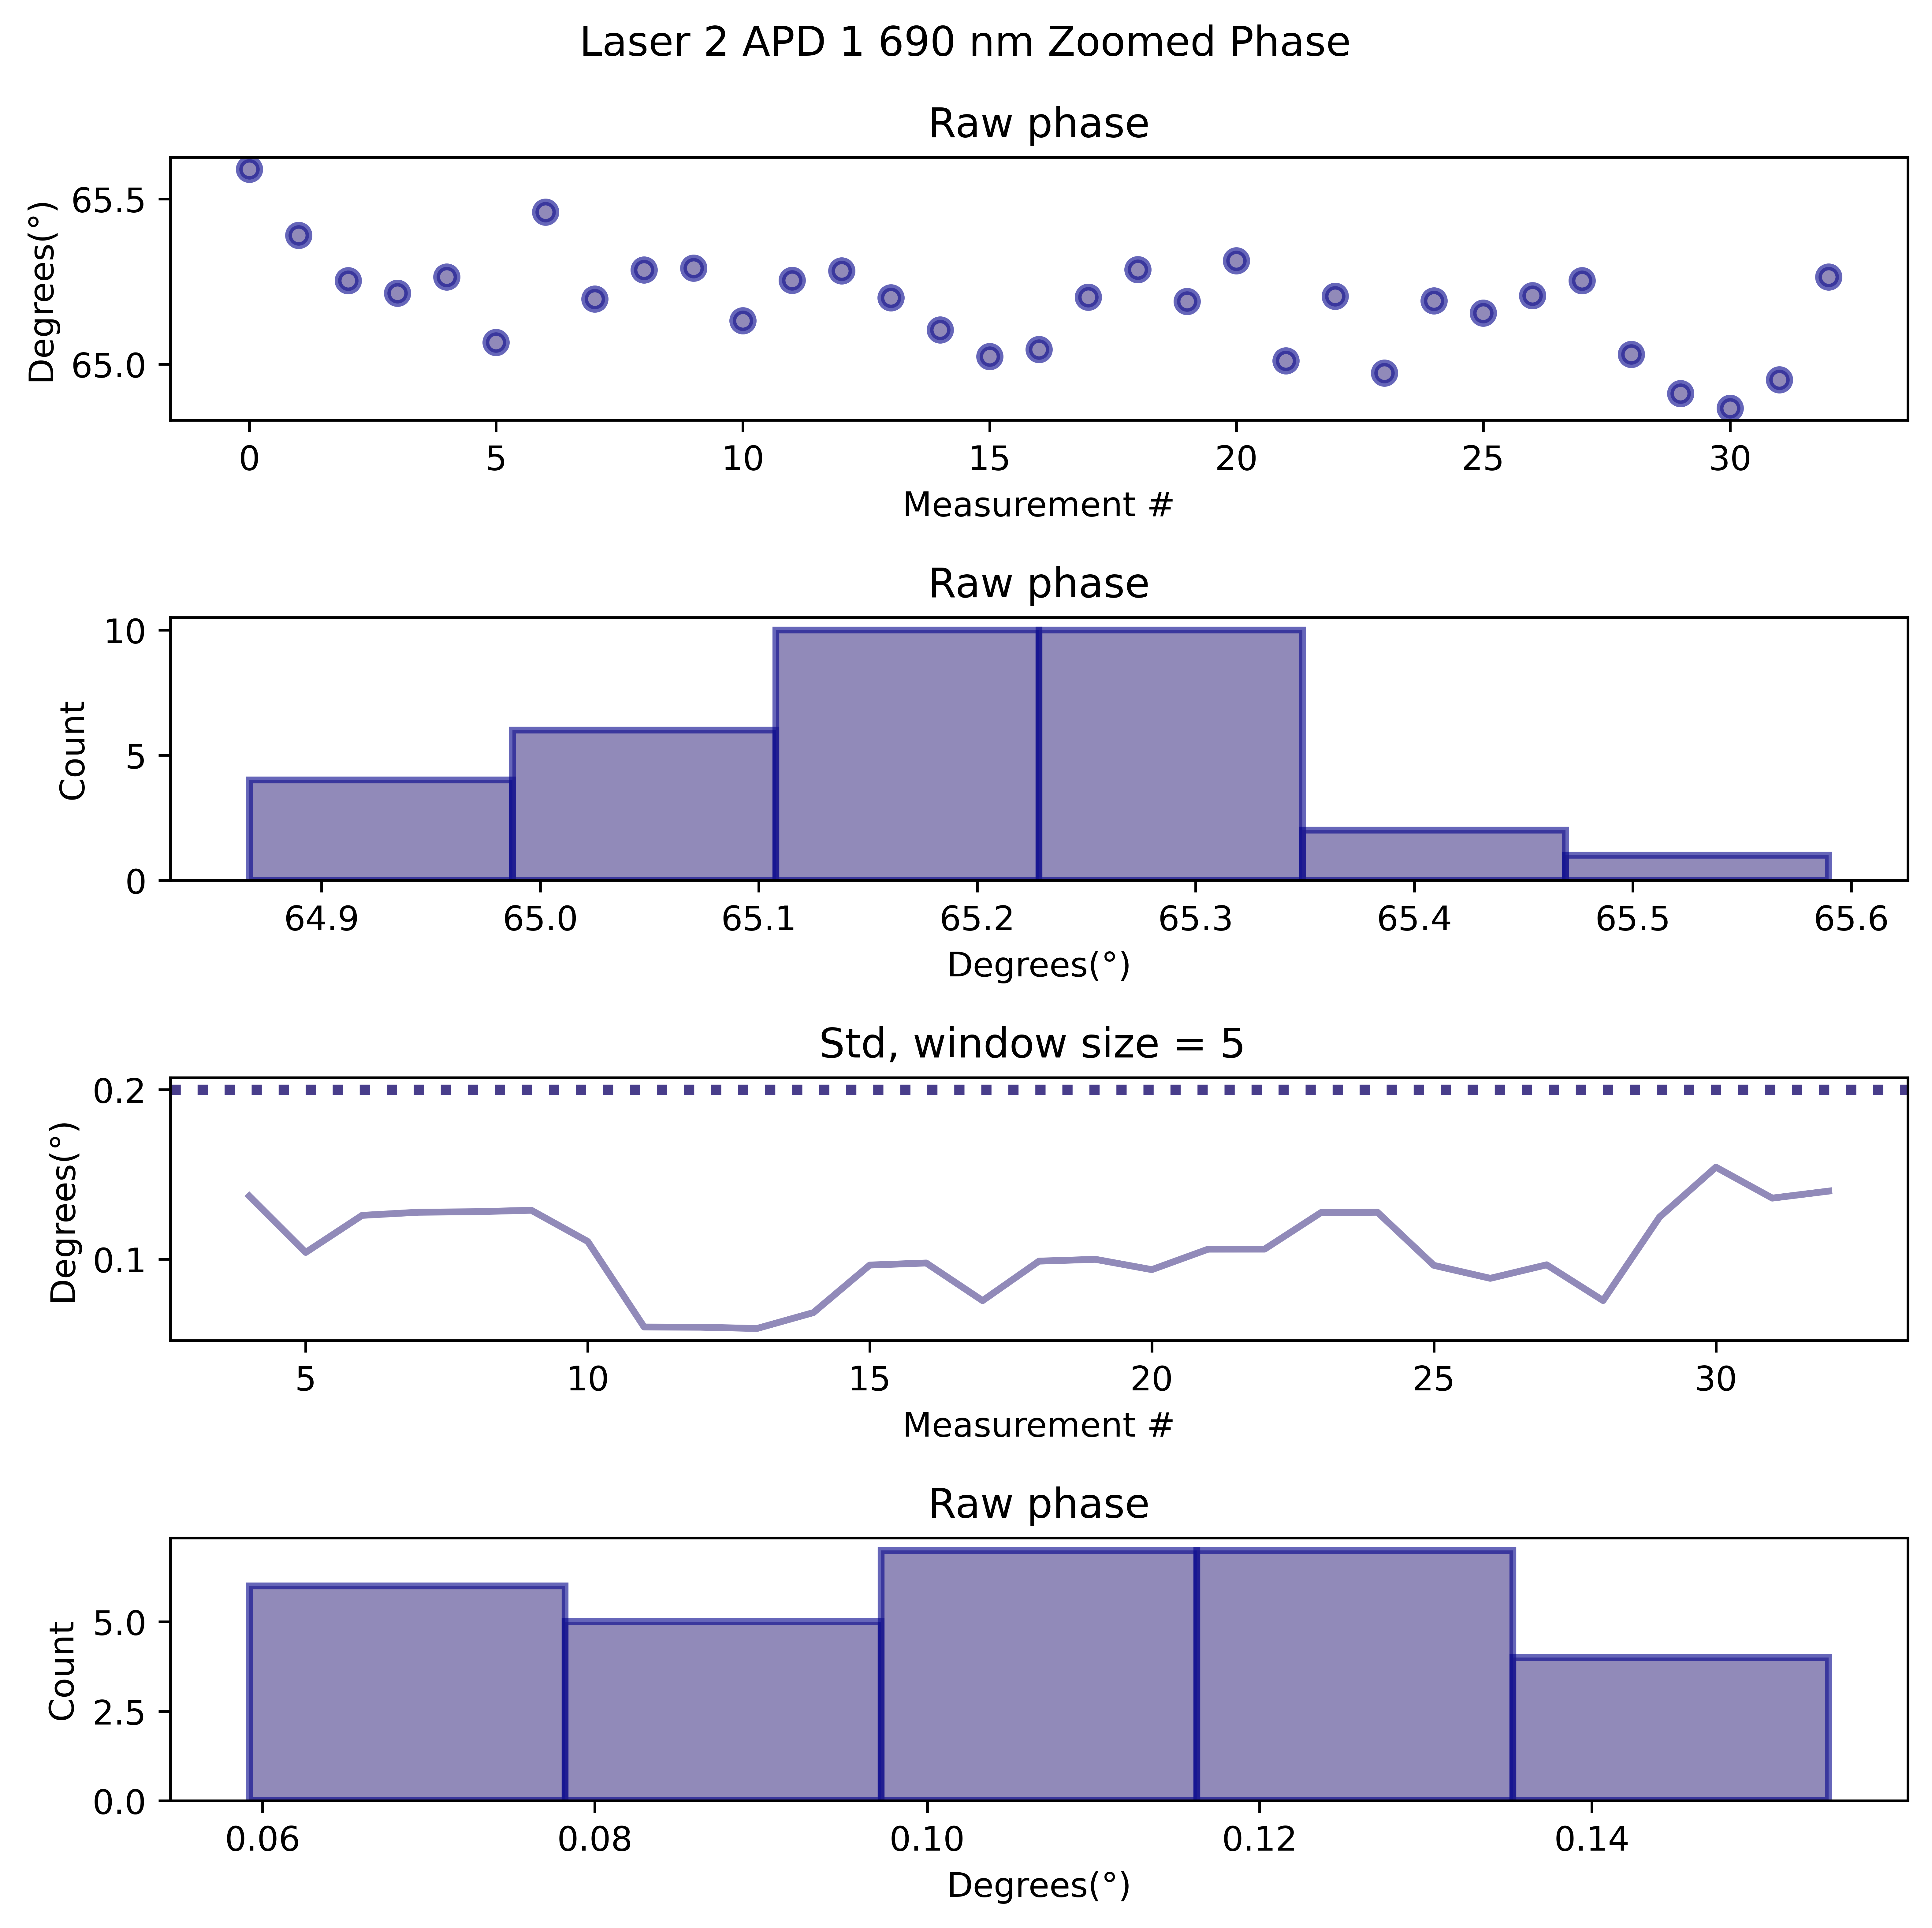 Laser 2 APD 1 690 nm Zoomed Phase
Raw phase
Degrees(°)
65.5
65.0
0 5 10 15 20 25 30
Measurement #
Raw phase
Count
10
5
0
64.9 65.0 65.1 65.2 65.3 65.4 65.5 65.6
Degrees(°)
Std, window size = 5
Degrees(°)
0.2
0.1
5 10 15 20 25 30
Measurement #
Raw phase
Count
5.0
2.5
0.0
0.06 0.08 0.10 0.12 0.14
Degrees(°)